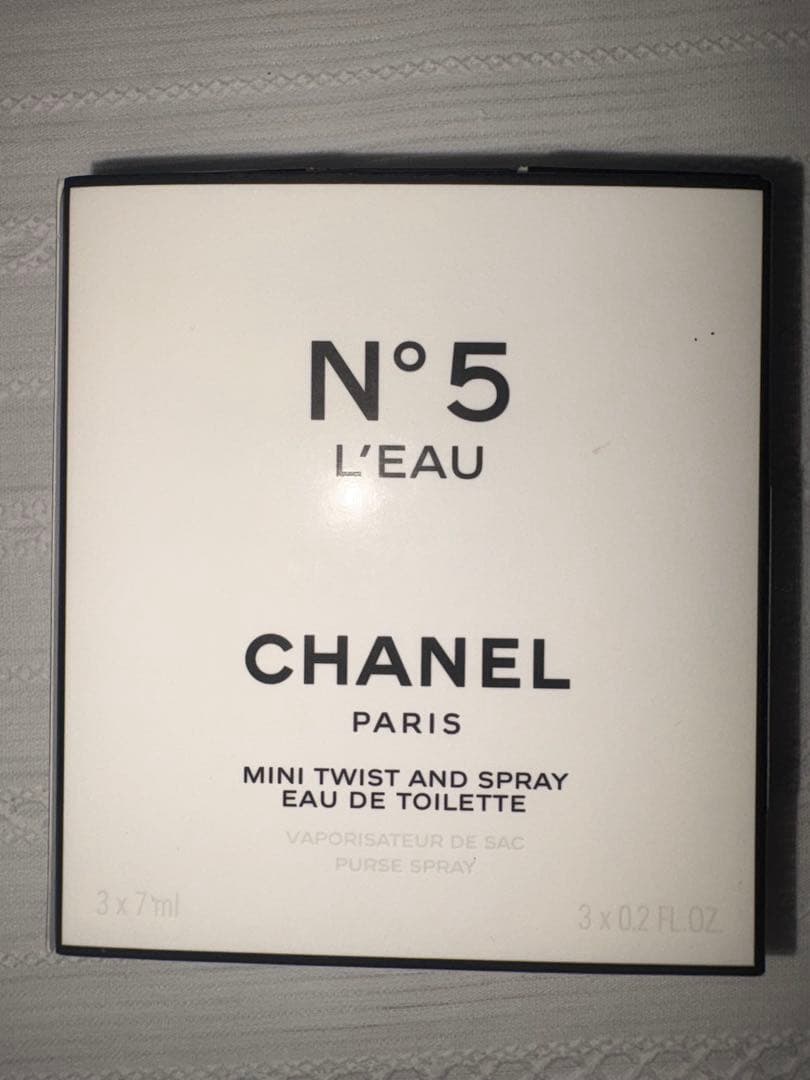 N°5
L'EAU
CHANEL
PARIS
MINI TWIST AND SPRAY
EAU DE TOILETTE
VAPORISATEUR DE SAC
PURSE SPRAY
3 x 7 ml
3 x 0.2 FL.OZ.